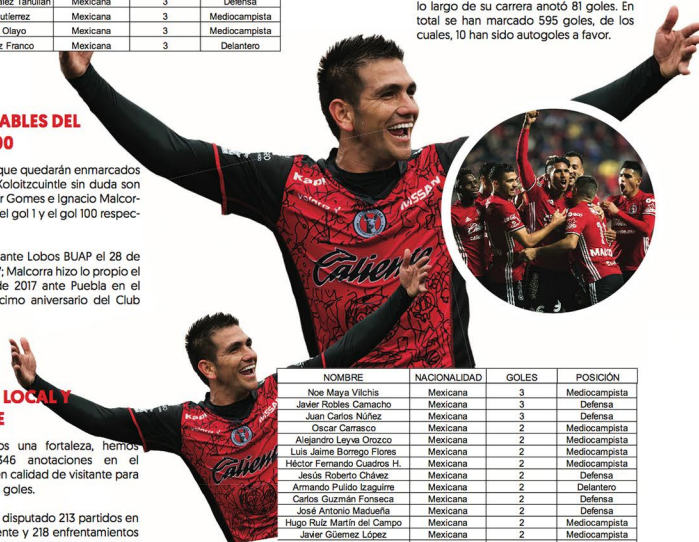 Mexicana 3 Defensa
Mexicana 3 Mediocampista
Olayo Mexicana 3 Mediocampista
Franco Mexicana 3 Delantero
lo largo de su carrera anotó 81 goles. En
total se han marcado 595 goles, de los
cuales, 10 han sido autogoles a favor.
ABLES DEL
00
que quedarán enmarcados
Xoloitzcuintle sin duda son
r Gomes e Ignacio Malcor-
el gol 1 y el gol 100 respec-
ante Lobos BUAP el 28 de
7; Malcorra hizo lo propio el
de 2017 ante Puebla en el
cimo aniversario del Club
Kapp
NISSAN
Caliente
LOCAL Y
E
os una fortaleza, hemos
346 anotaciones en el
en calidad de visitante para
goles.
disputado 213 partidos en
ente y 218 enfrentamientos
NISSAN
Caliente
NOMBRE NACIONALIDAD GOLES POSICIÓN
Noe Maya Vilchis Mexicana 3 Mediocampista
Javier Robles Camacho Mexicana 3 Defensa
Juan Carlos Núñez Mexicana 3 Defensa
Oscar Carrasco Mexicana 2 Mediocampista
Alejandro Leyva Orozco Mexicana 2 Mediocampista
Luis Jaime Borrego Flores Mexicana 2 Mediocampista
Héctor Fernando Cuadros H. Mexicana 2 Mediocampista
Jesús Roberto Chávez Mexicana 2 Defensa
Armando Pulido Izaguirre Mexicana 2 Delantero
Carlos Guzmán Fonseca Mexicana 2 Defensa
José Antonio Madueña Mexicana 2 Defensa
Hugo Ruíz Martín del Campo Mexicana 2 Mediocampista
Javier Güemez López Mexicana 2 Mediocampista